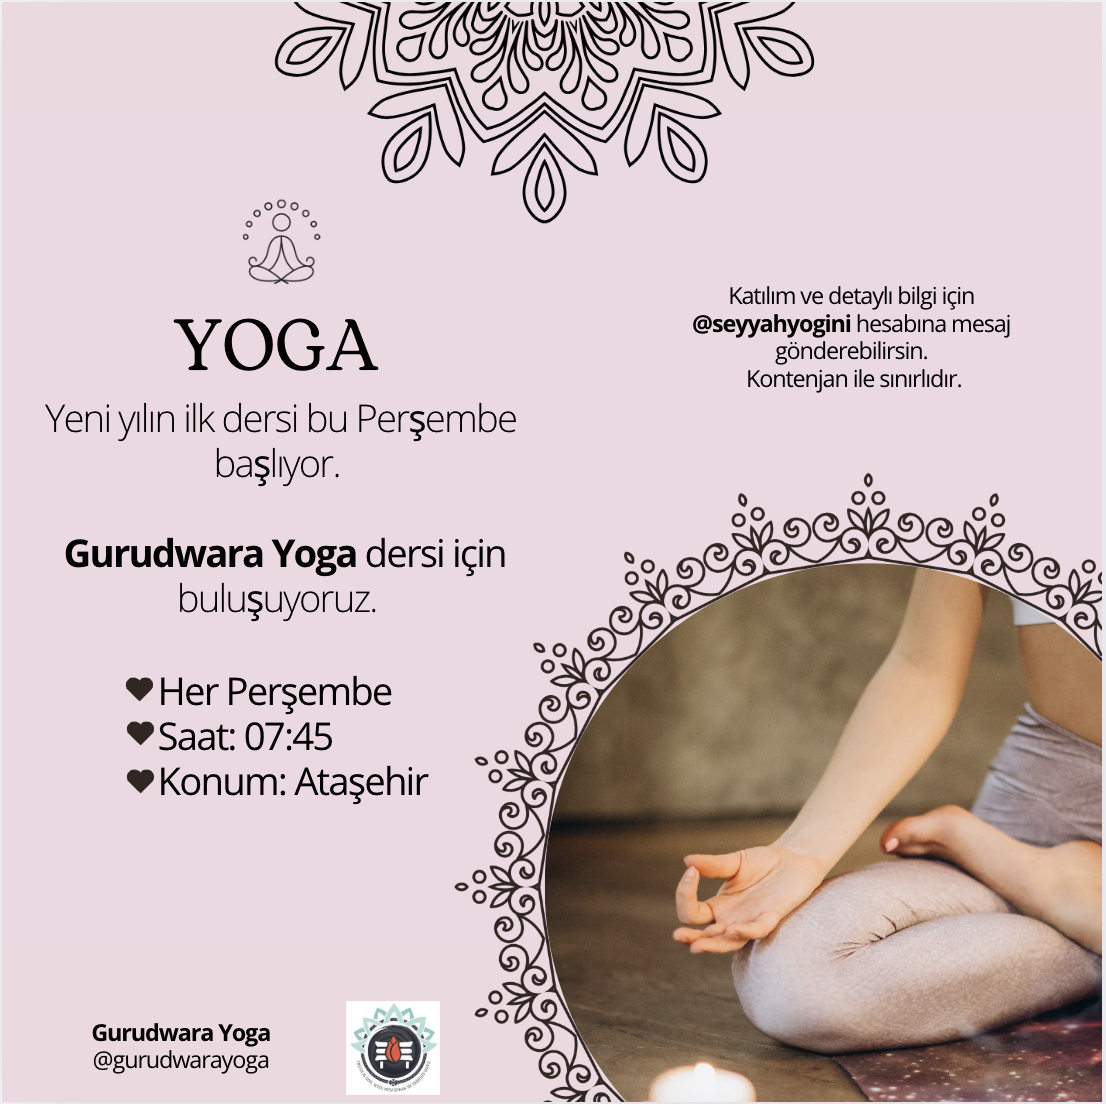 YOGA
Yeni yılın ilk dersi bu Perşembe
başlıyor.
Gurudwara Yoga dersi için
buluşuyoruz.
Her Perşembe
Saat: 07:45
Konum: Ataşehir
Katılım ve detaylı bilgi için
@seyyahyogini hesabına mesaj
gönderebilirsin.
Kontenjan ile sınırlıdır.
Gurudwara Yoga
@gurudwarayoga